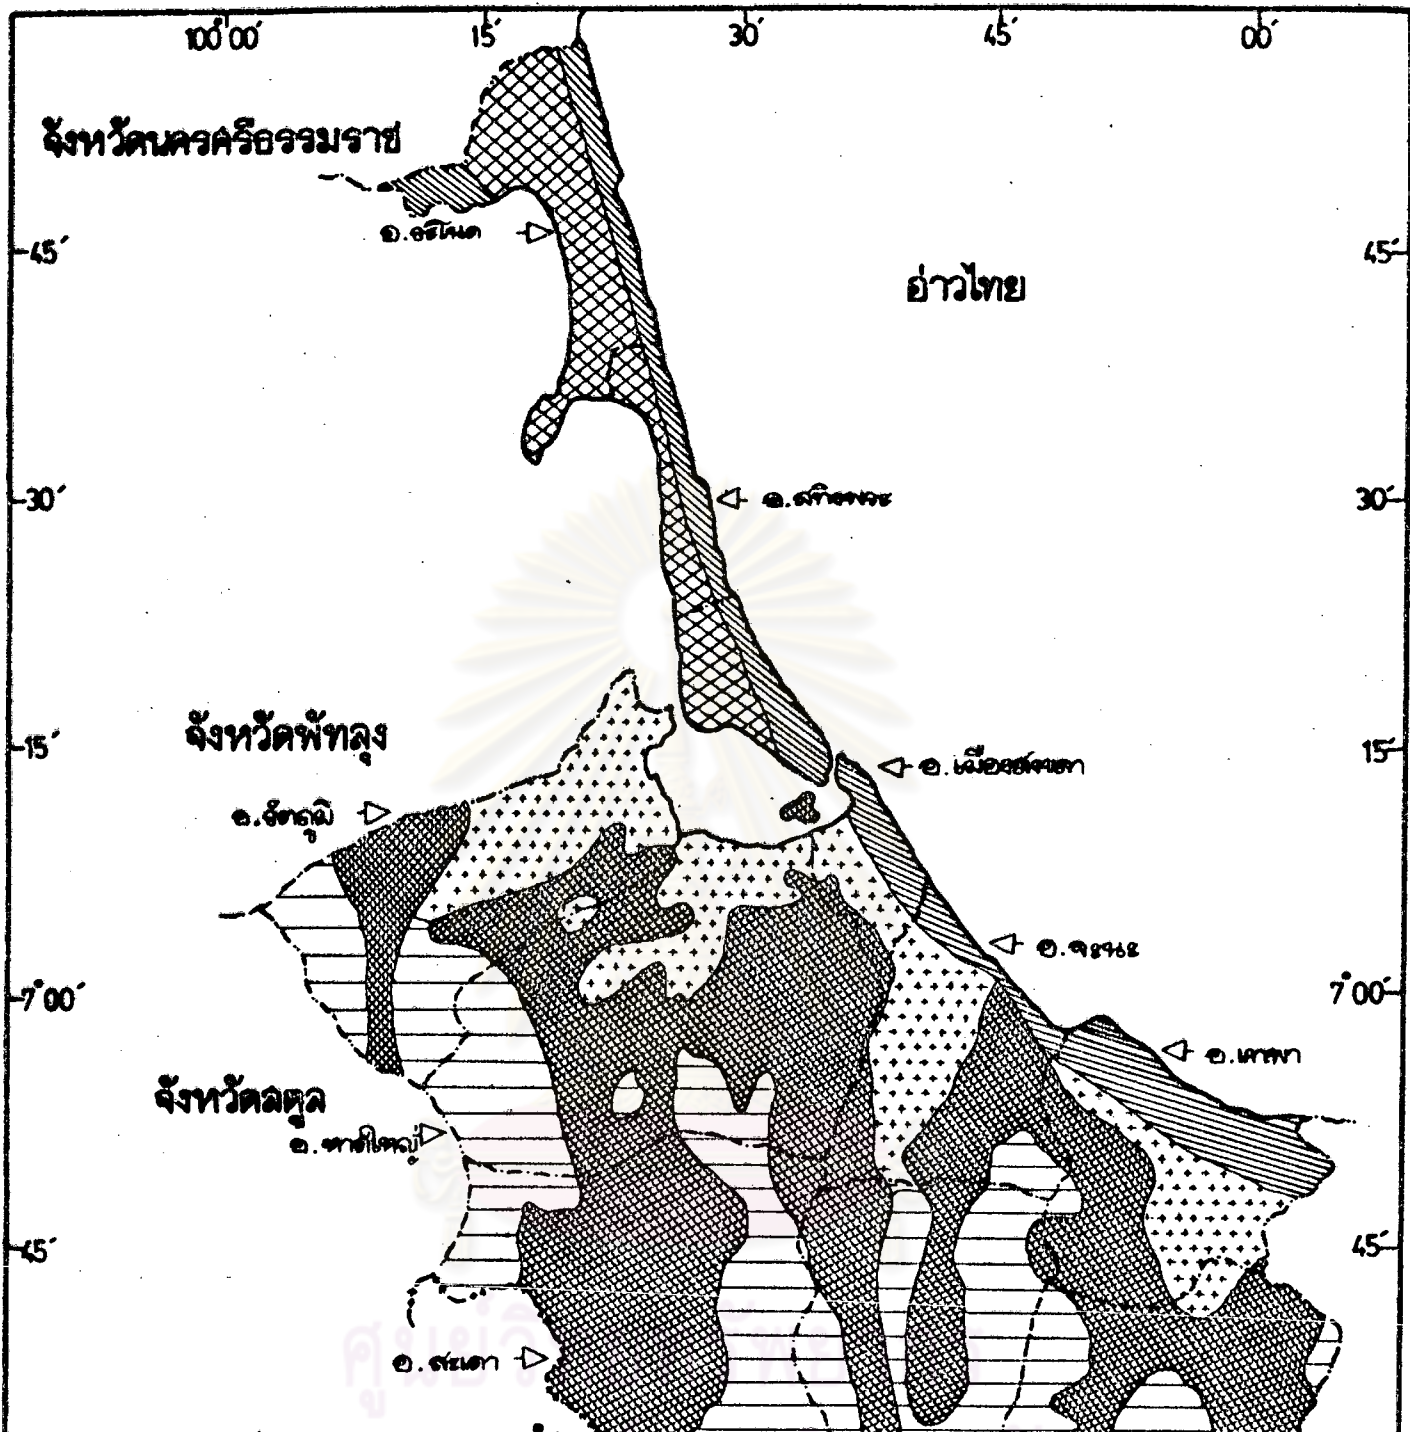 100°00′ 15′ 30′ 45′ 00′
จังหวัดนครศรีธรรมราช
อ.ระโนด
45′ 45′
อ่าวไทย
30′ 30′
อ.สทิงพระ
จังหวัดพัทลุง
15′ 15′
อ.เมืองสงขลา
อ.รัตภูมิ
อ.จะนะ
7°00′ 7°00′
อ.เทพา
จังหวัดสตูล
อ.หาดใหญ่
45′ 45′
อ.สะเดา